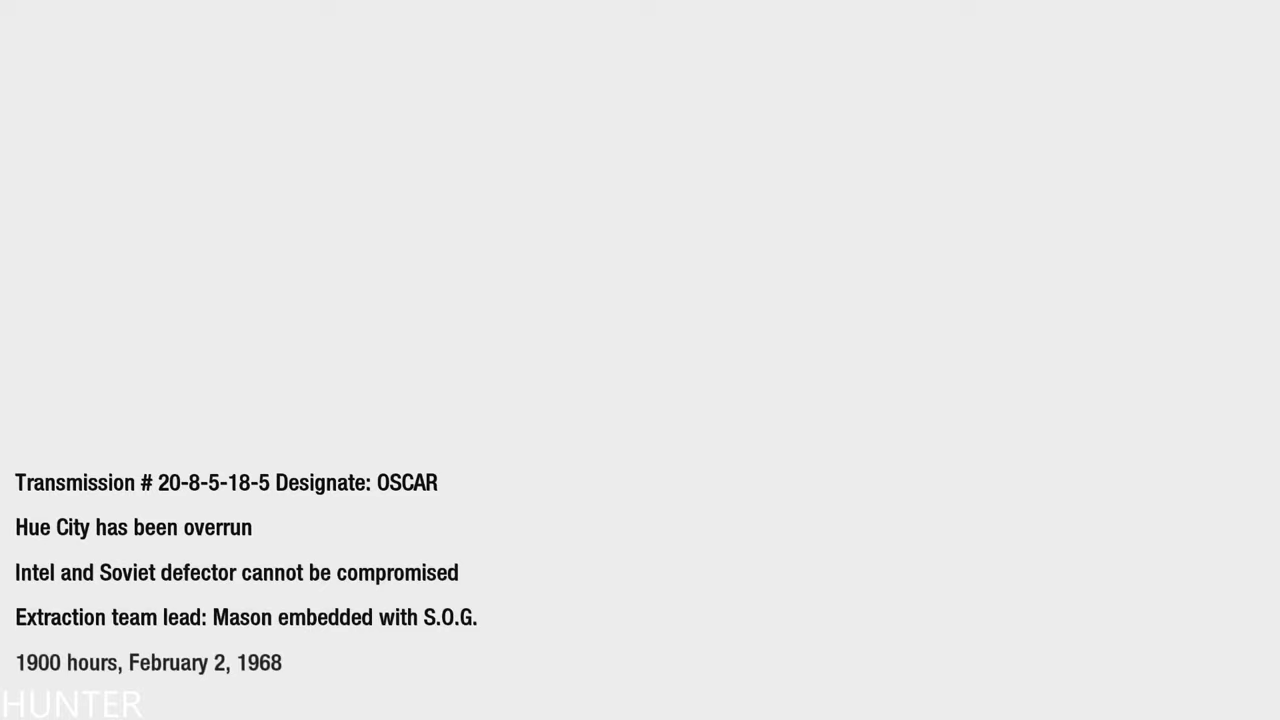 Transmission # 20-8-5-18-5 Designate: OSCAR
Hue City has been overrun
Intel and Soviet defector cannot be compromised
Extraction team lead: Mason embedded with S.O.G.
1900 hours, February 2, 1968
HUNTER